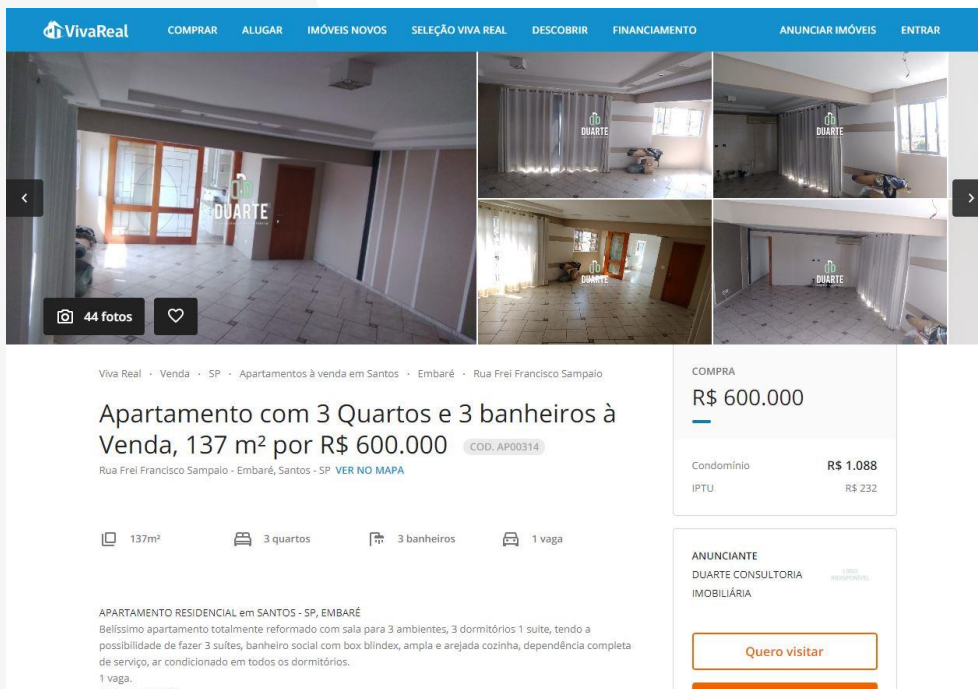 VivaReal
COMPRAR ALUGAR IMÓVEIS NOVOS SELEÇÃO VIVA REAL DESCOBRIR FINANCIAMENTO ANUNCIAR IMÓVEIS ENTRAR
DUARTE
DUARTE
DUARTE
DUARTE
DUARTE
44 fotos
Viva Real · Venda · SP · Apartamentos à venda em Santos · Embaré · Rua Frei Francisco Sampaio
Apartamento com 3 Quartos e 3 banheiros à
Venda, 137 m² por R$ 600.000 COD. AP00314
Rua Frei Francisco Sampaio - Embaré, Santos - SP VER NO MAPA
137m² 3 quartos 3 banheiros 1 vaga
APARTAMENTO RESIDENCIAL em SANTOS - SP, EMBARÉ
Belíssimo apartamento totalmente reformado com sala para 3 ambientes, 3 dormitórios 1 suite, tendo a
possibilidade de fazer 3 suítes, banheiro social com box blindex, ampla e arejada cozinha, dependência completa
de serviço, ar condicionado em todos os dormitórios.
1 vaga.
COMPRA
R$ 600.000
Condomínio R$ 1.088
IPTU R$ 232
ANUNCIANTE
DUARTE CONSULTORIA
IMOBILIÁRIA
Quero visitar